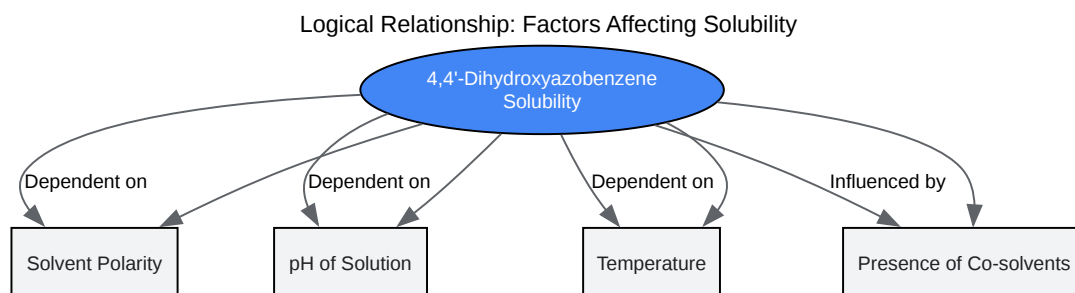 Logical Relationship: Factors Affecting Solubility
4,4'-Dihydroxyazobenzene
Solubility
Dependent on
Dependent on
Dependent on
Influenced by
Solvent Polarity
pH of Solution
Temperature
Presence of Co-solvents